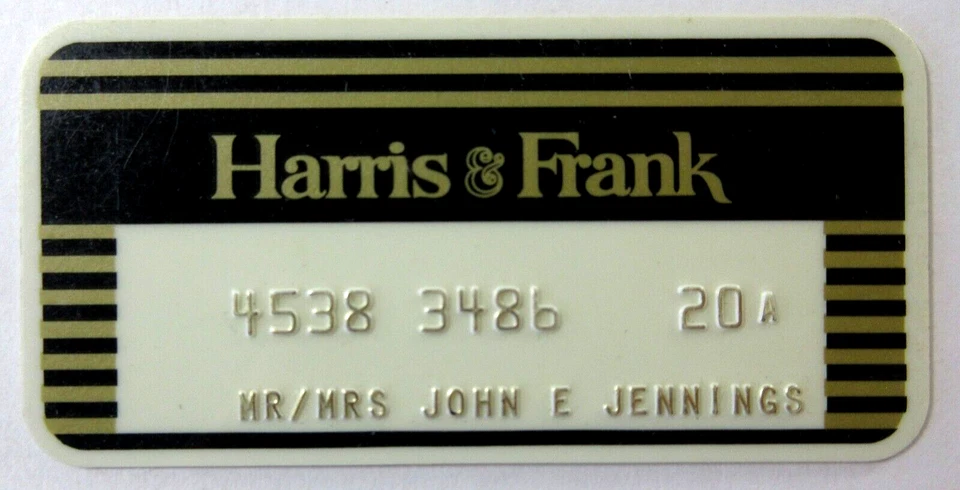 Harris & Frank
4538 3486 20A
MR/MRS JOHN E JENNINGS